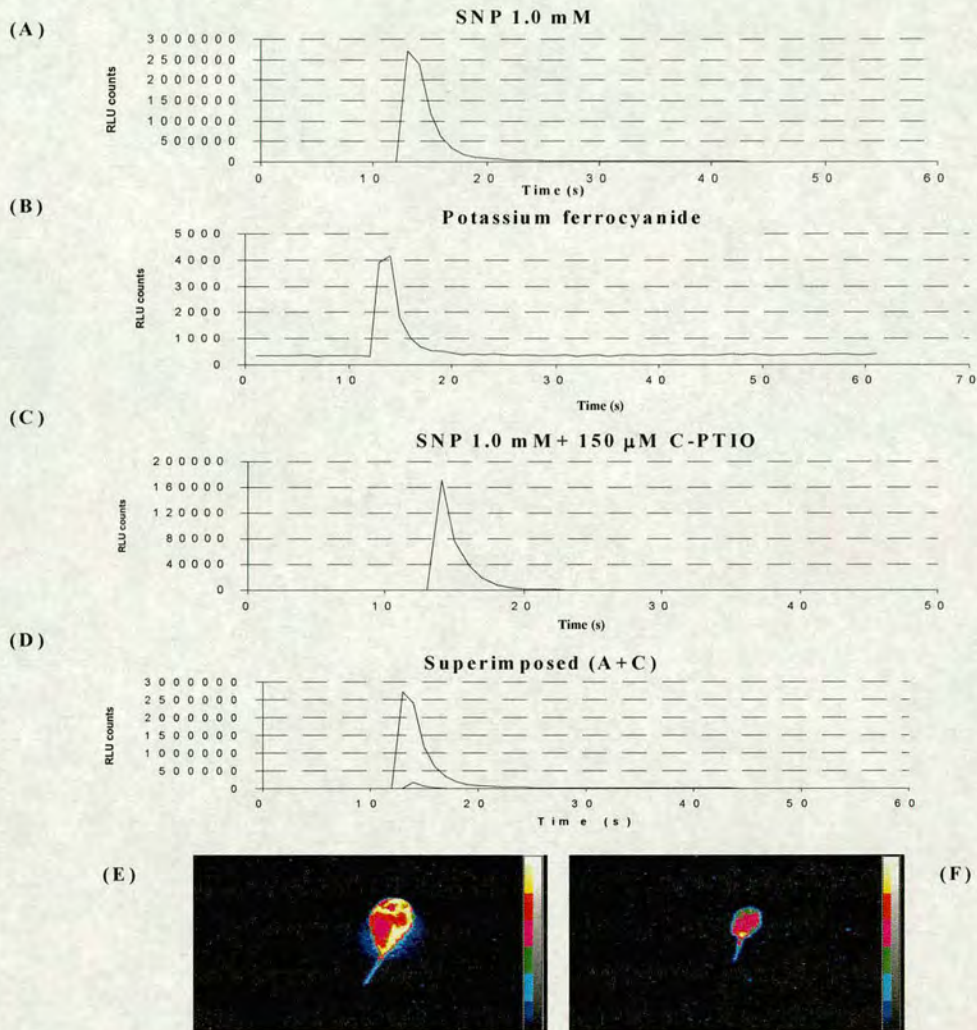 (A)
SNP 1.0 mM
RLU counts
3000000
2500000
2000000
1500000
1000000
500000
0
0 10 20 30 40 50 60
Time (s)
(B)
Potassium ferrocyanide
RLU counts
5000
4000
3000
2000
1000
0
0 10 20 30 40 50 60 70
Time (s)
(C)
SNP 1.0 mM+ 150 μM C-PTIO
RLU counts
200000
160000
120000
80000
40000
0
0 10 20 30 40 50
Time (s)
(D)
Superimposed (A+C)
RLU counts
3000000
2500000
2000000
1500000
1000000
500000
0
0 10 20 30 40 50 60
Time (s)
(E)
(F)